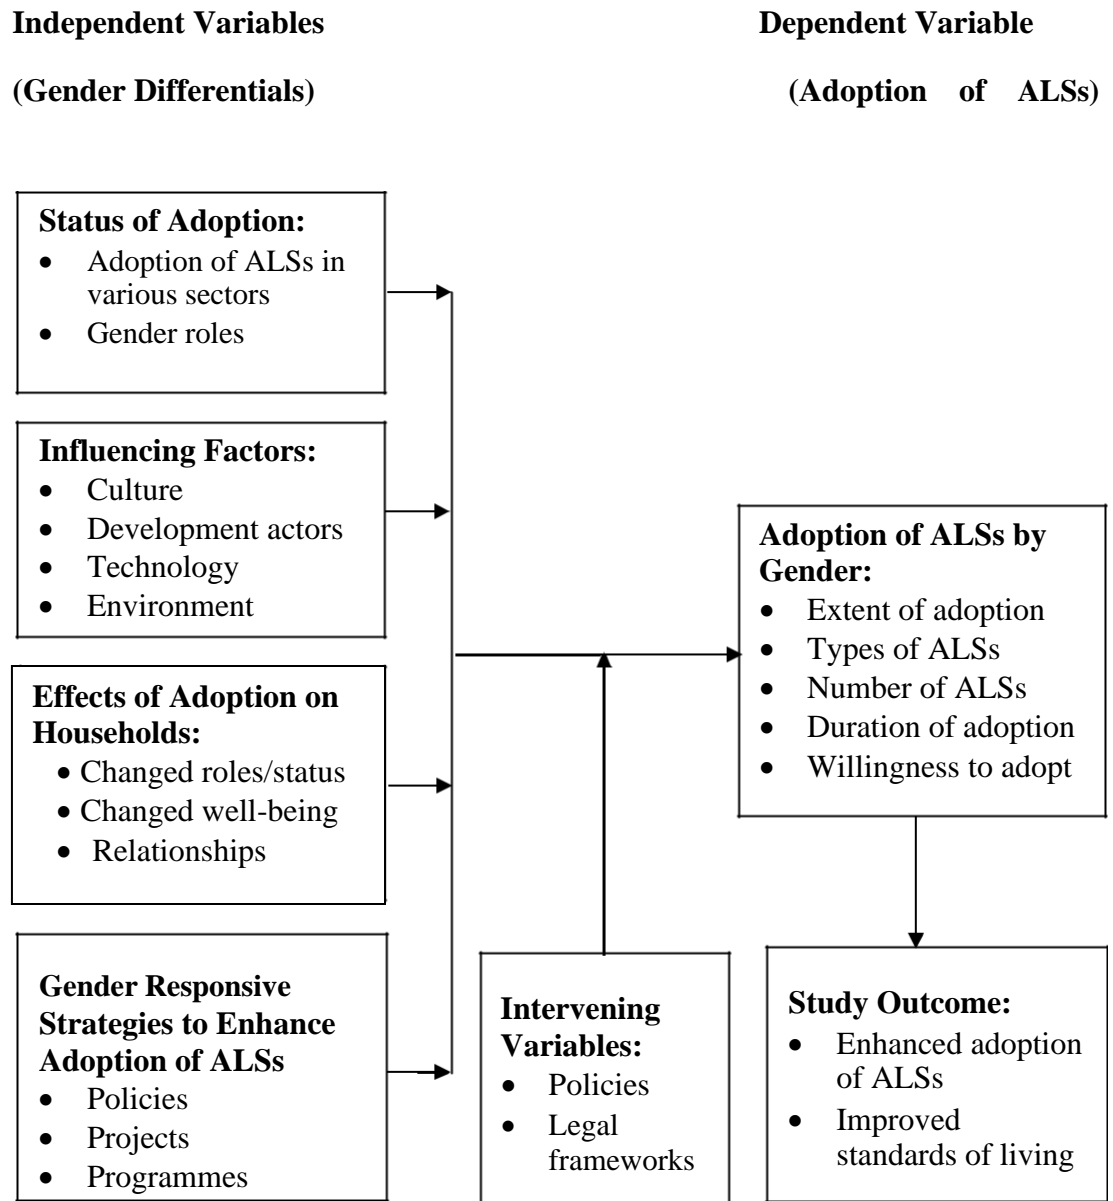 Independent Variables
Dependent Variable
(Gender Differentials)
(Adoption of ALSs)
Status of Adoption:
• Adoption of ALSs in
various sectors
• Gender roles
Influencing Factors:
• Culture
• Development actors
• Technology
• Environment
Effects of Adoption on
Households:
• Changed roles/status
• Changed well-being
• Relationships
Gender Responsive
Strategies to Enhance
Adoption of ALSs
• Policies
• Projects
• Programmes
Intervening
Variables:
• Policies
• Legal
frameworks
Adoption of ALSs by
Gender:
• Extent of adoption
• Types of ALSs
• Number of ALSs
• Duration of adoption
• Willingness to adopt
Study Outcome:
• Enhanced adoption
of ALSs
• Improved
standards of living